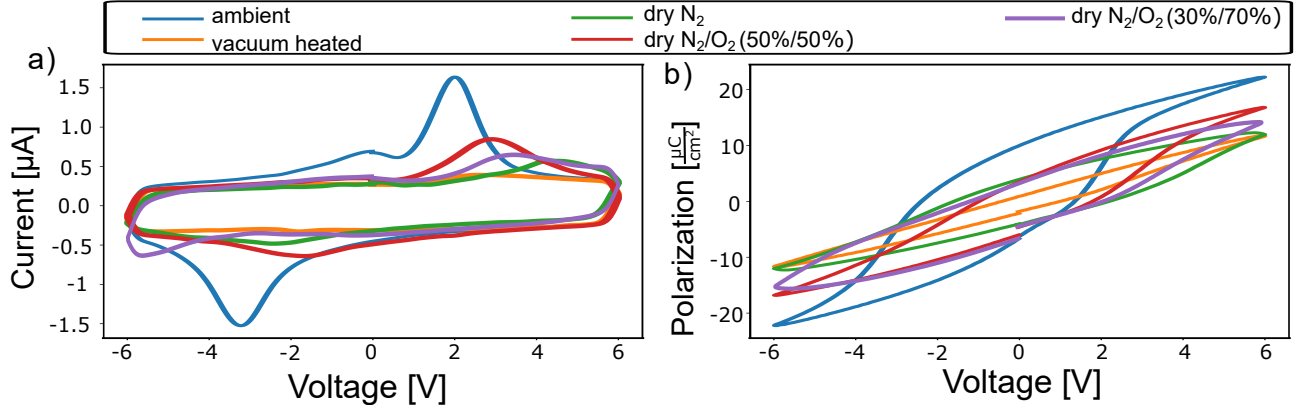 ambient
vacuum heated
dry N₂
dry N₂/O₂ (50%/50%)
dry N₂/O₂ (30%/70%)
a)
1.5
1.0
0.5
0.0
-0.5
-1
-1.5
Current [µA]
-6 -4 -2 0 2 4 6
Voltage [V]
b)
20
10
0
-10
-20
Polarization [µC/cm²]
-6 -4 -2 0 2 4 6
Voltage [V]